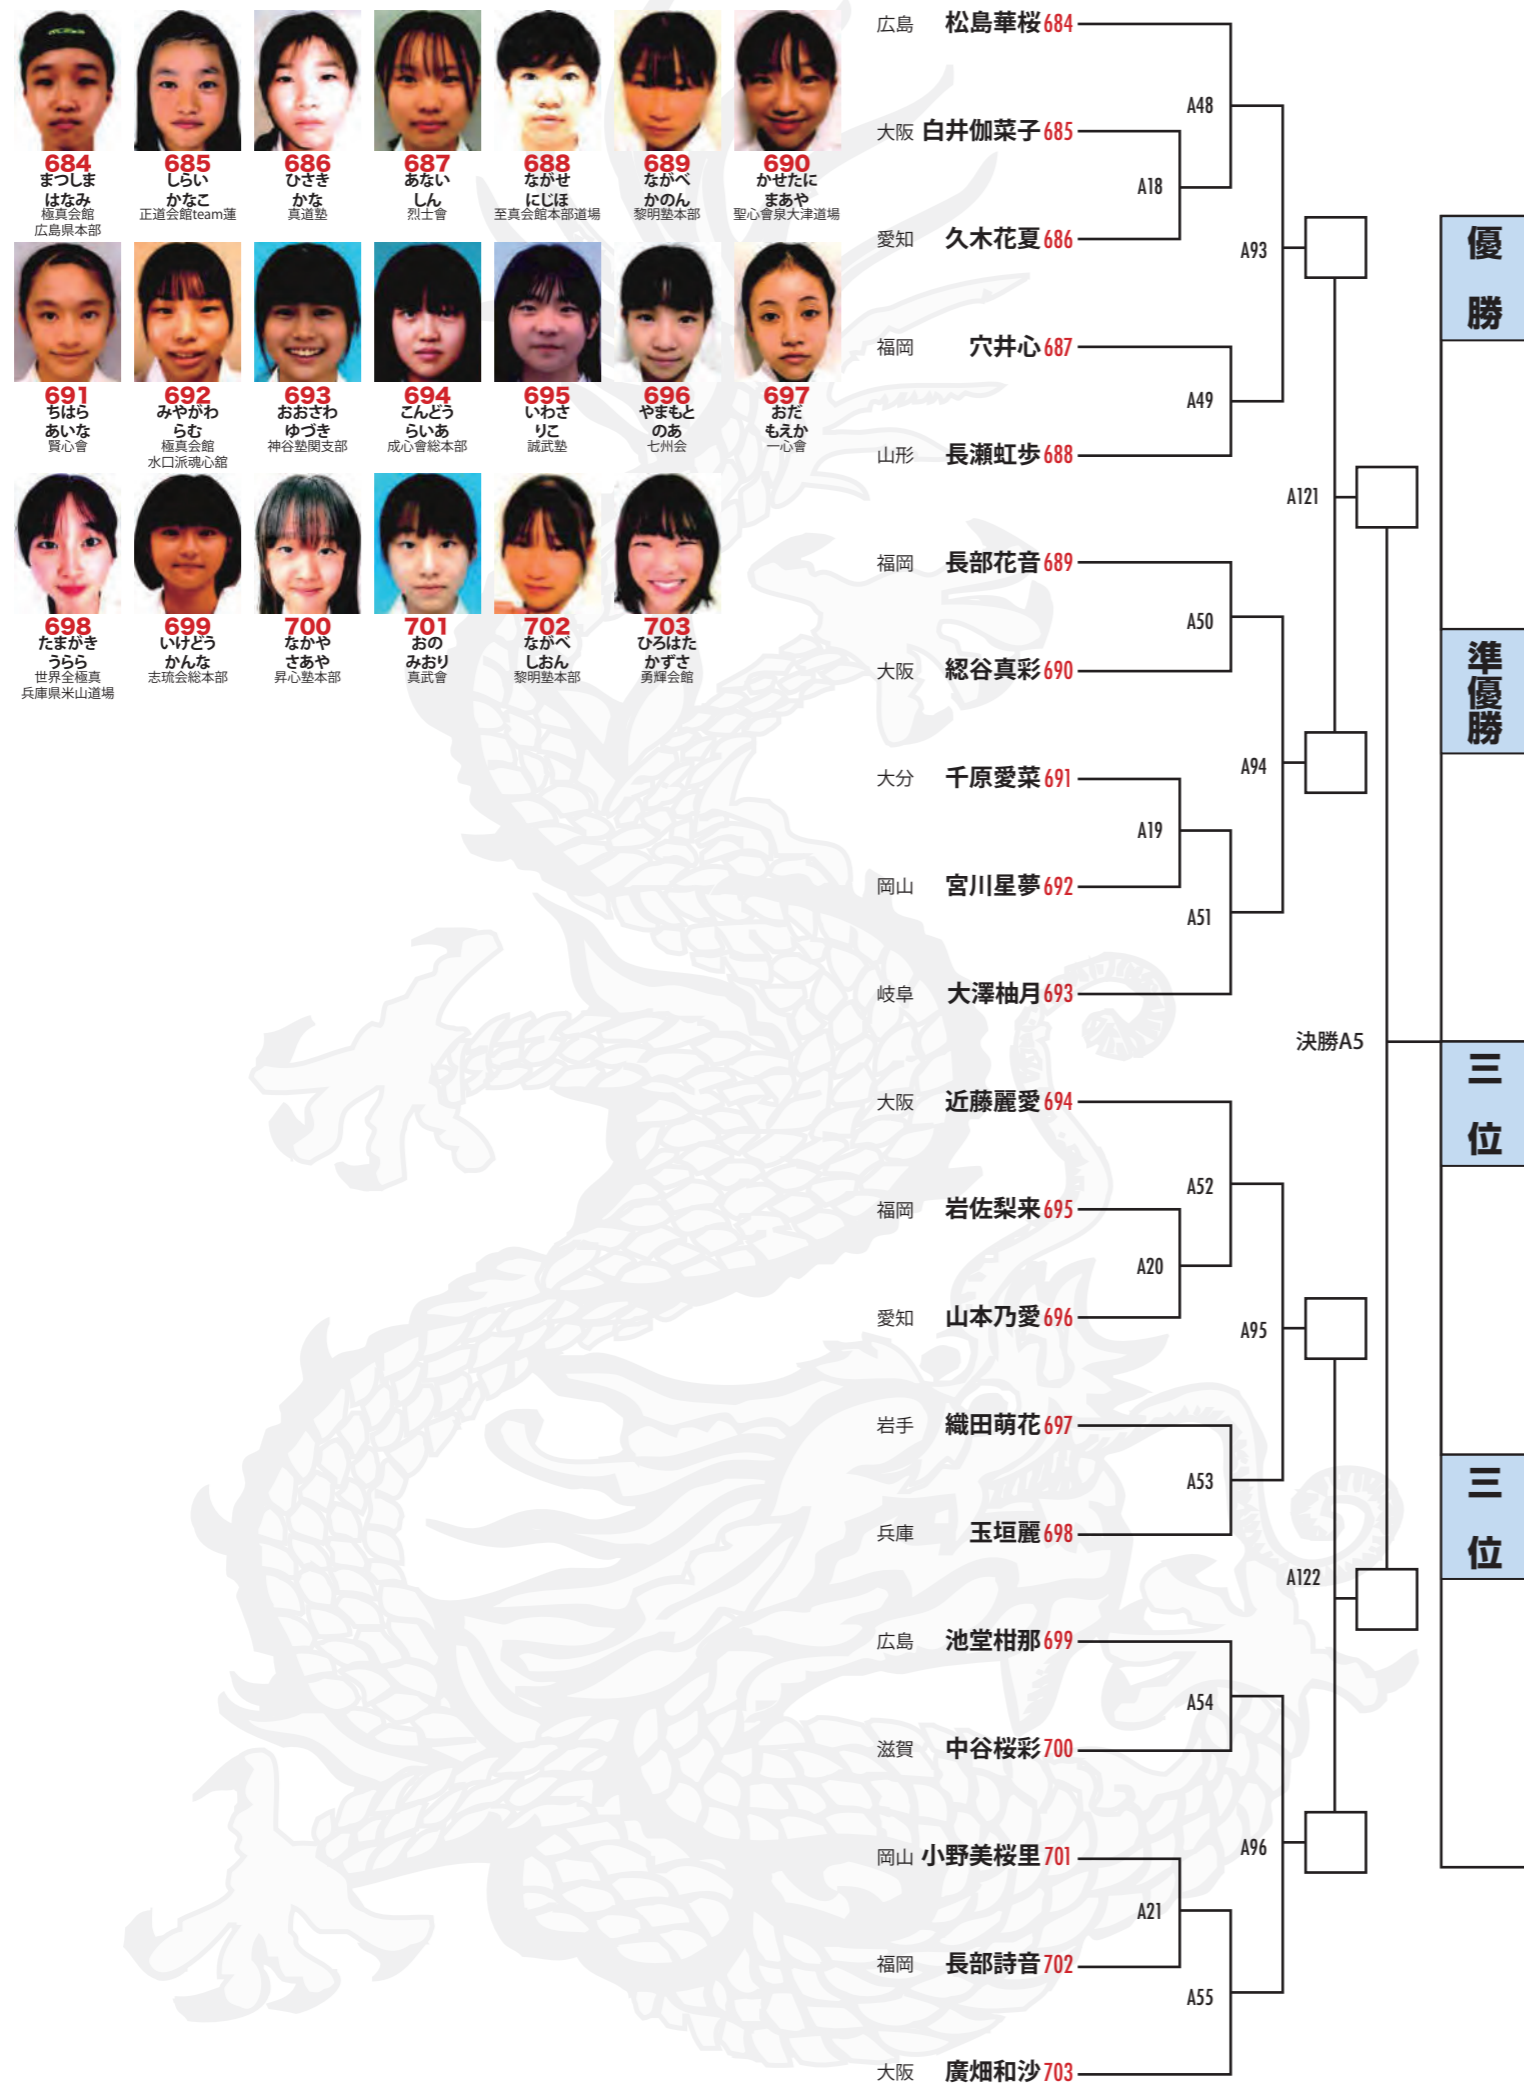 684
まつしま
はなみ
極真会館
広島県本部
685
しらい
かなこ
正道会館team蓮
686
ひさき
かな
真道塾
687
あない
しん
烈士會
688
ながせ
にじほ
至真会館本部道場
689
ながべ
かのん
黎明塾本部
690
かせたに
まあや
聖心會泉大津道場
691
ちはら
あいな
賢心會
692
みやがわ
らむ
極真会館
水口派魂心舘
693
おおさわ
ゆづき
神谷塾関支部
694
こんどう
らいあ
成心會総本部
695
いわさ
りこ
誠武塾
696
やまもと
のあ
七州会
697
おだ
もえか
一心會
698
たまがき
うらら
世界全極真
兵庫県米山道場
699
いけどう
かんな
志琉会総本部
700
なかや
さあや
昇心塾本部
701
おの
みおり
真武會
702
ながべ
しおん
黎明塾本部
703
ひろはた
かずさ
勇輝会館
広島 松島華桜 684
A48
大阪 白井伽菜子 685
A18
愛知 久木花夏 686
A93
福岡 穴井心 687
A49
山形 長瀬虹歩 688
A121
福岡 長部花音 689
A50
大阪 綛谷真彩 690
A94
大分 千原愛菜 691
A19
岡山 宮川星夢 692
A51
岐阜 大澤柚月 693
決勝A5
大阪 近藤麗愛 694
A52
福岡 岩佐梨来 695
A20
愛知 山本乃愛 696
A95
岩手 織田萌花 697
A53
兵庫 玉垣麗 698
A122
広島 池堂柑那 699
A54
滋賀 中谷桜彩 700
A96
岡山 小野美桜里 701
A21
福岡 長部詩音 702
A55
大阪 廣畑和沙 703
優勝
準優勝
三位
三位